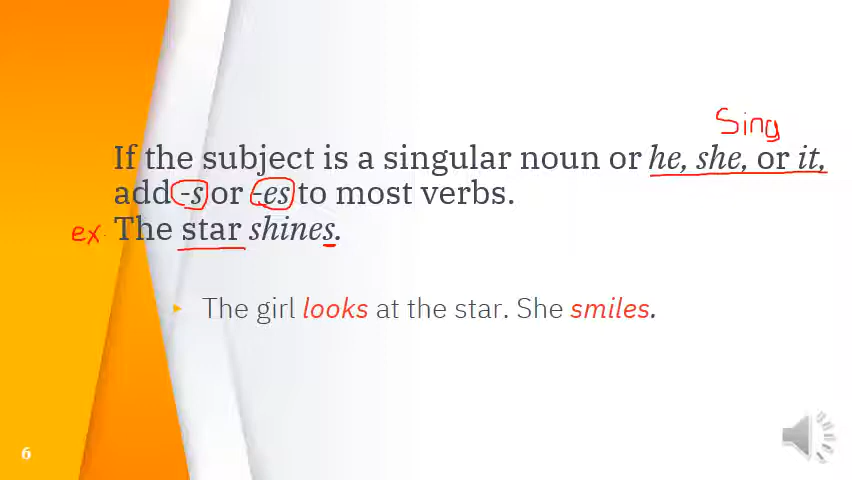 Sing
If the subject is a singular noun or he, she, or it,
add -s or -es to most verbs.
ex. The star shines.
The girl looks at the star. She smiles.
6